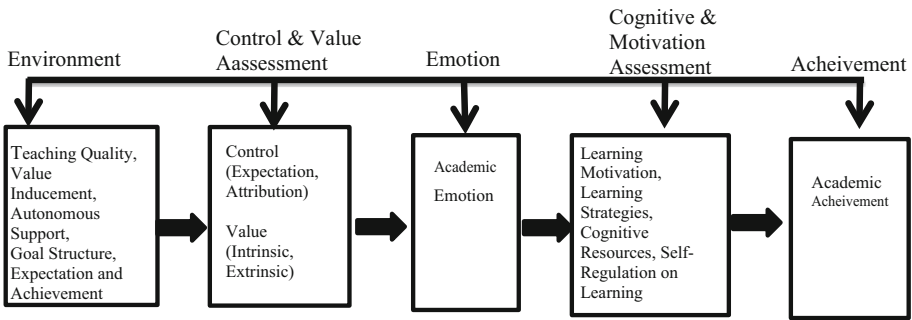 Environment
Control & Value
Aassessment
Emotion
Cognitive &
Motivation
Assessment
Acheivement
Teaching Quality,
Value
Inducement,
Autonomous
Support,
Goal Structure,
Expectation and
Achievement
Control
(Expectation,
Attribution)
Value
(Intrinsic,
Extrinsic)
Academic
Emotion
Learning
Motivation,
Learning
Strategies,
Cognitive
Resources, Self-
Regulation on
Learning
Academic
Acheivement